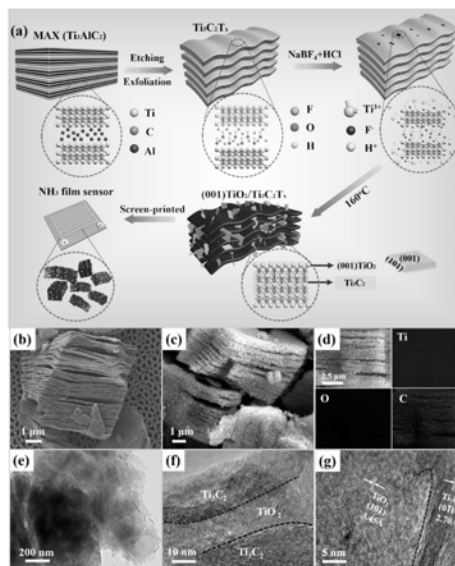 (a)
MAX (Ti₃AlC₂)
Etching
Exfoliation
Ti₃C₂Tₓ
NaBF₄+HCl
Ti
C
Al
F
O
H
Ti³⁺
F⁻
H⁺
160°C
(001)TiO₂/Ti₃C₂Tₓ
Screen-printed
NH₃ film sensor
(001)TiO₂
Ti₃C₂
(001)
(101)
(b)
1 μm
(c)
1 μm
(d)
2.5 μm
Ti
O
C
(e)
200 nm
(f)
Ti₃C₂
TiO₂
Ti₃C₂
10 nm
(g)
TiO₂
5 nm